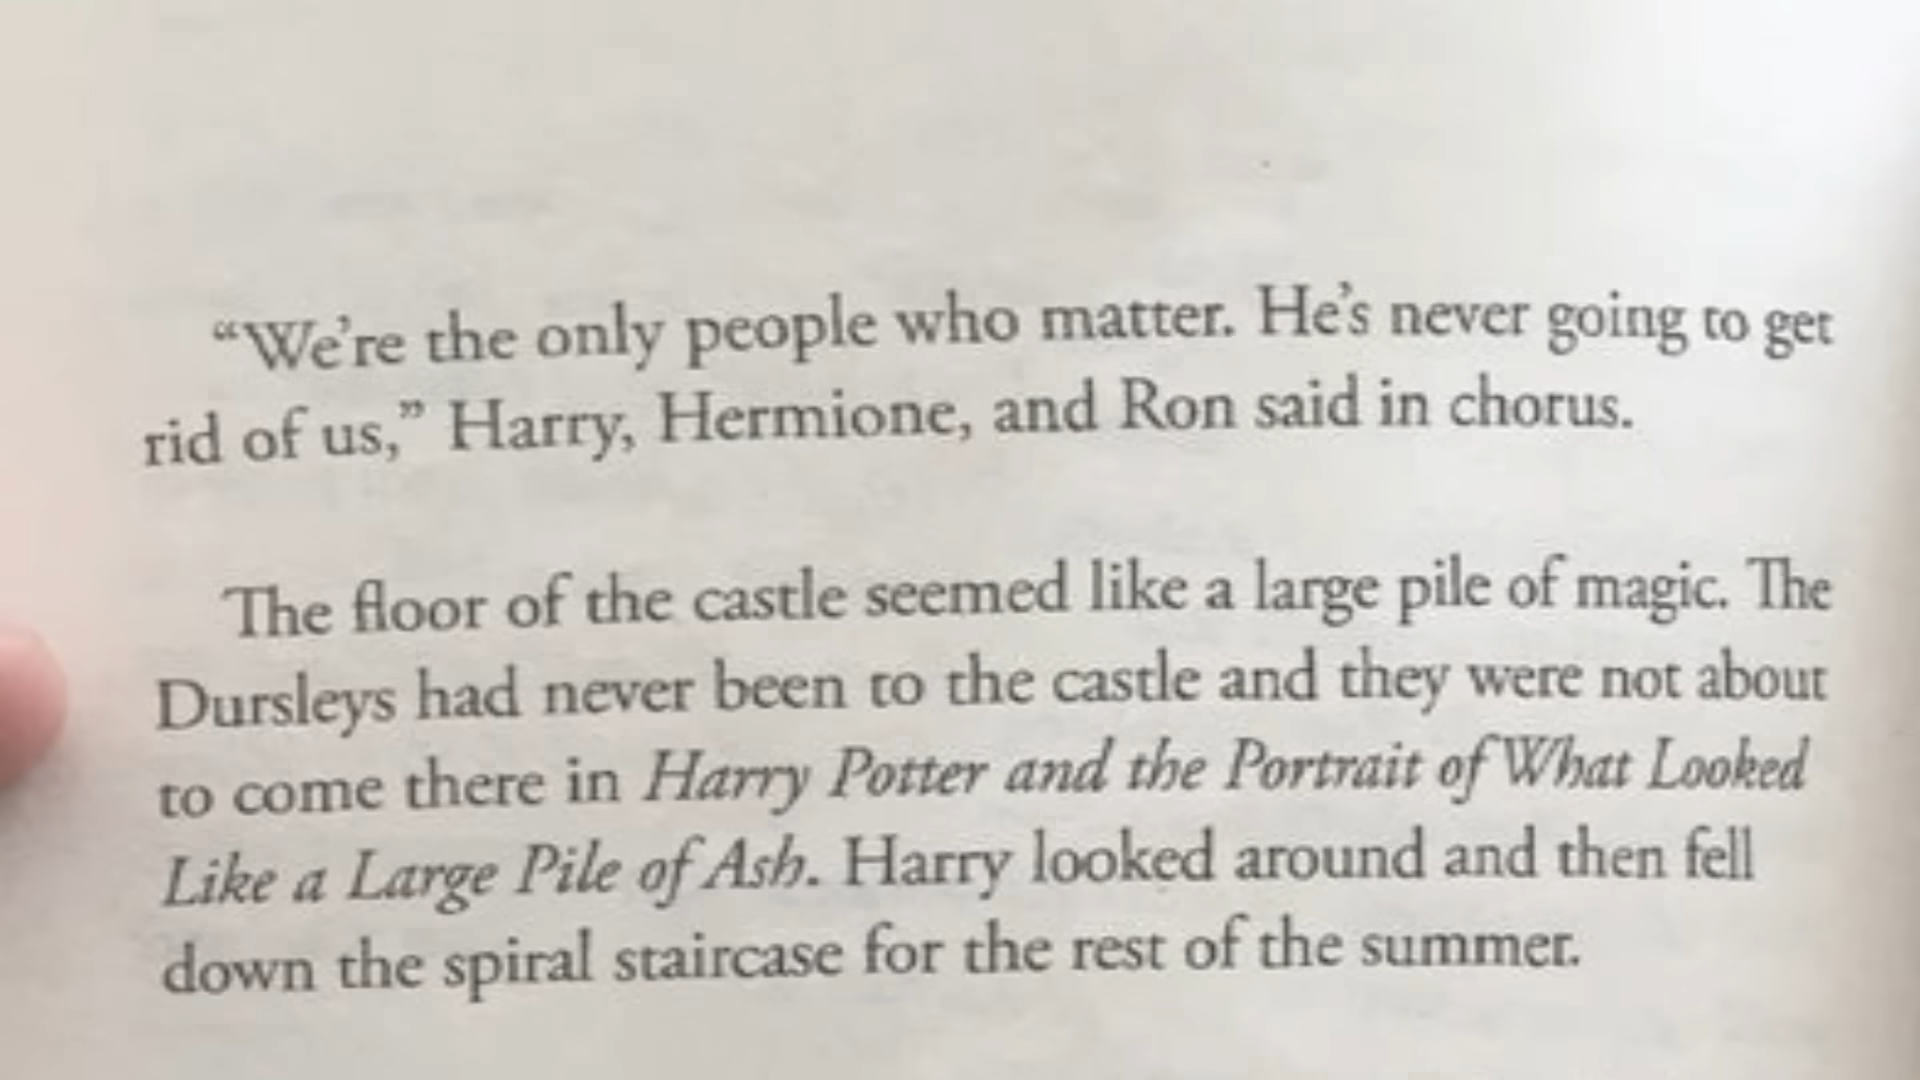 “We’re the only people who matter. He’s never going to get
rid of us,” Harry, Hermione, and Ron said in chorus.
The floor of the castle seemed like a large pile of magic. The
Dursleys had never been to the castle and they were not about
to come there in Harry Potter and the Portrait of What Looked
Like a Large Pile of Ash. Harry looked around and then fell
down the spiral staircase for the rest of the summer.